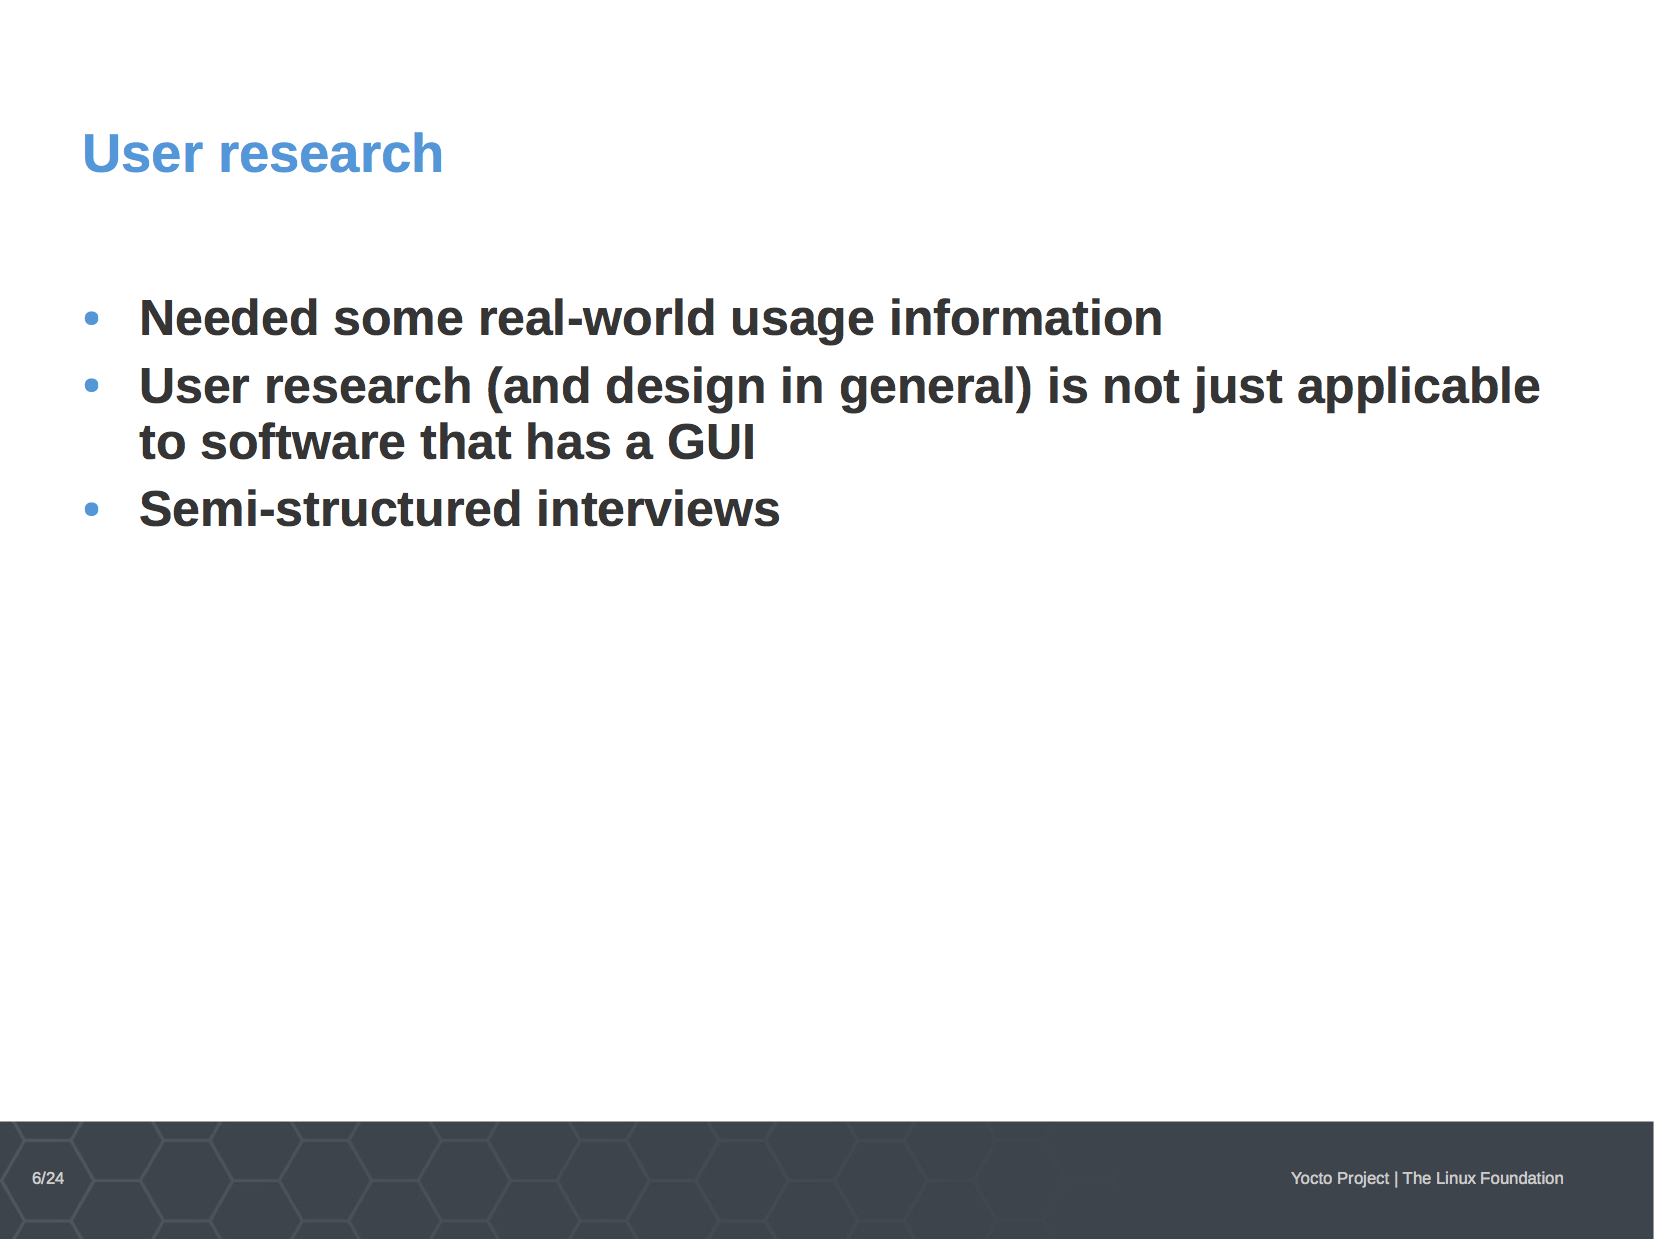 User research
• Needed some real-world usage information
• User research (and design in general) is not just applicable
to software that has a GUI
• Semi-structured interviews
6/24
Yocto Project | The Linux Foundation